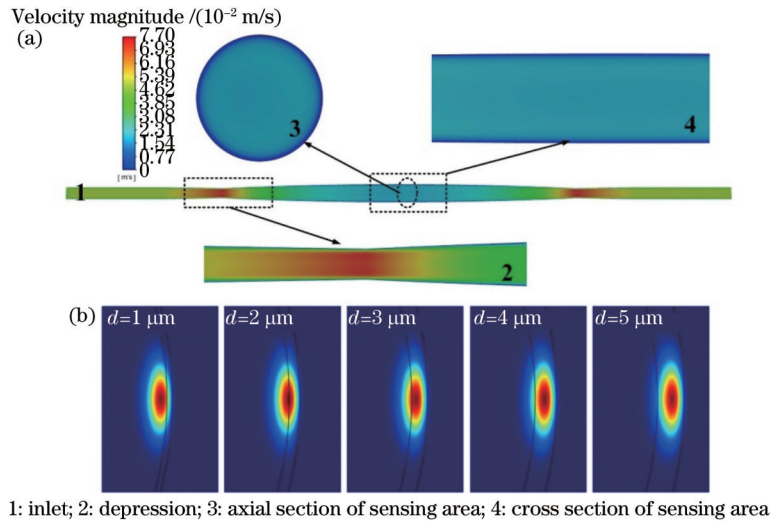 Velocity magnitude /(10⁻² m/s)
(a)
7.70
6.93
6.16
5.39
4.62
3.85
3.08
2.31
1.54
0.77
0
[m/s]
3
4
1
2
(b)
d=1 μm
d=2 μm
d=3 μm
d=4 μm
d=5 μm
1: inlet; 2: depression; 3: axial section of sensing area; 4: cross section of sensing area